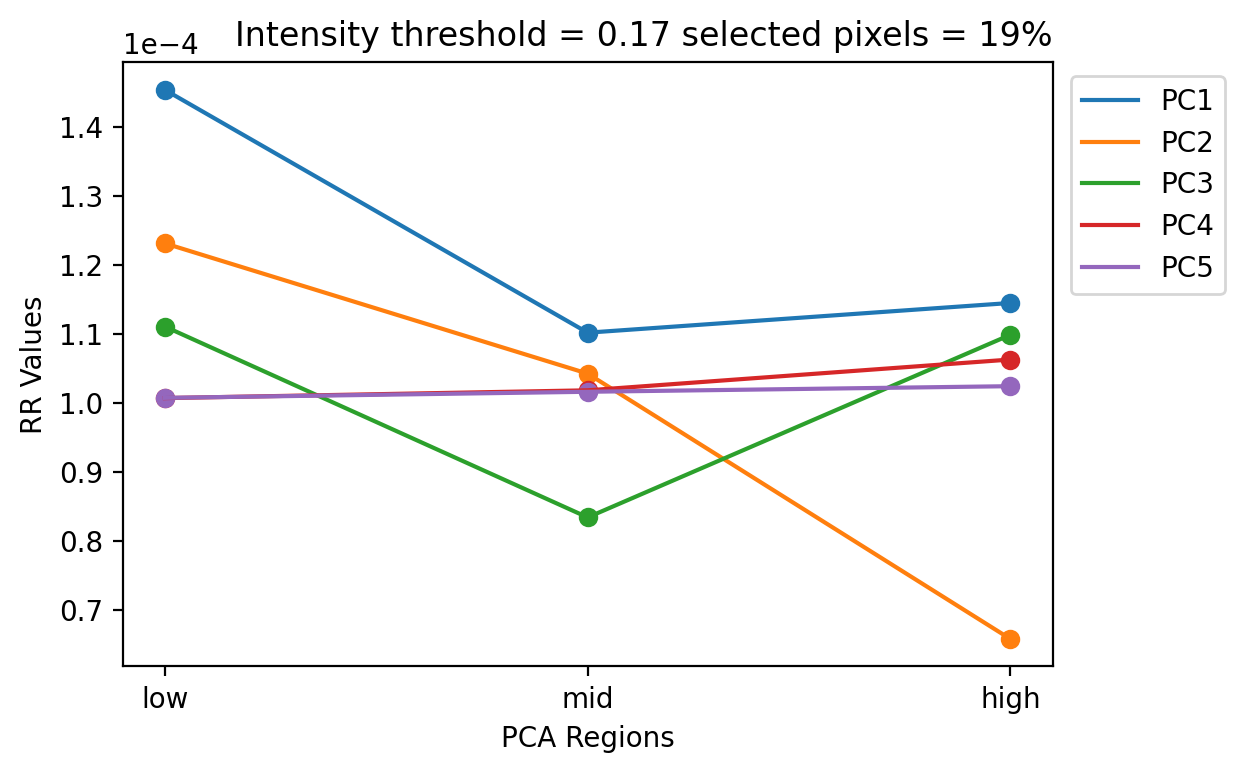 Intensity threshold = 0.17 selected pixels = 19%
1e−4
1.4
1.3
1.2
1.1
1.0
0.9
0.8
0.7
RR Values
low
mid
high
PCA Regions
PC1
PC2
PC3
PC4
PC5